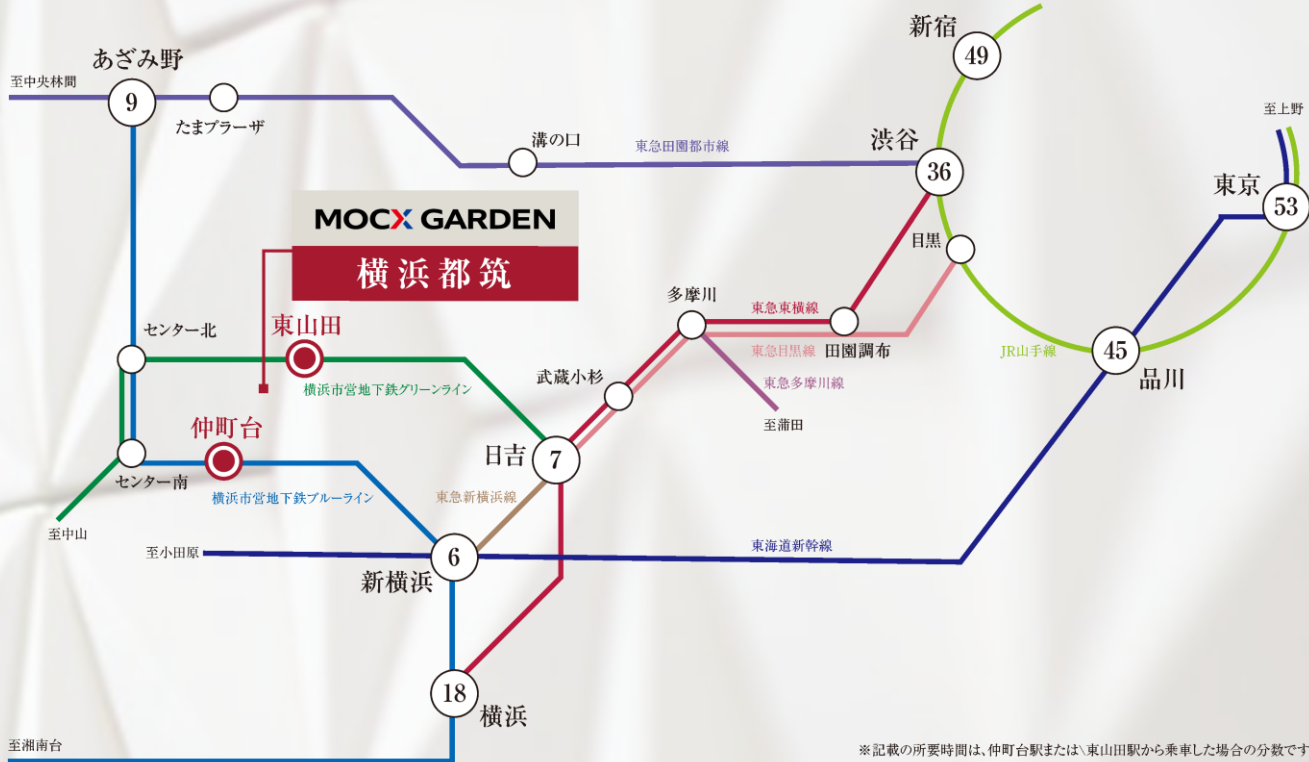 新宿
49
あざみ野
至中央林間
9
たまプラーザ
至上野
溝の口
東急田園都市線
渋谷
36
東京
53
MOCX GARDEN
横浜都筑
目黒
多摩川
東急東横線
センター北
東山田
東急目黒線
田園調布
JR山手線
45
品川
横浜市営地下鉄グリーンライン
武蔵小杉
東急多摩川線
至蒲田
仲町台
日吉
7
センター南
横浜市営地下鉄ブルーライン
東急新横浜線
至中山
至小田原
6
東海道新幹線
新横浜
18
横浜
至湘南台
※記載の所要時間は、仲町台駅または\東山田駅から乗車した場合の分数です